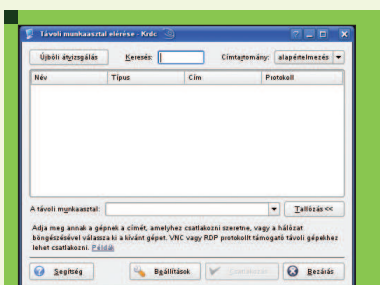 Távoli munkaasztal elérése - Krdc
Újbóli átvizsgálás Keresés: Címtartomány: alapértelmezés
Név Típus Cím Protokoll
A távoli munkaasztal: Tallózás <<
Adja meg annak a gépnek a címét, amelyhez csatlakozni szeretne, vagy a hálózat
böngészésével válassza ki a kívánt gépet. VNC vagy RDP protokollt támogató távoli gépekhez
lehet csatlakozni. Példák
Segítség Beállítások Bezárás